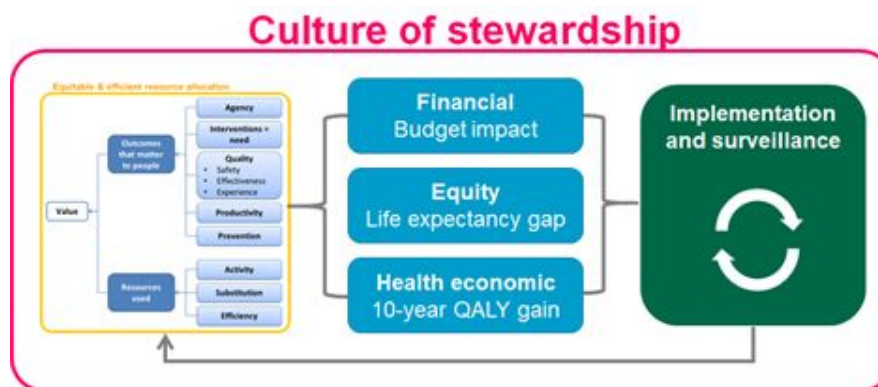 Culture of stewardship
Equitable & efficient resource allocation
Value
Outcomes
that matter
to people
Agency
Interventions =
need
Quality
• Safety
• Effectiveness
• Experience
Productivity
Prevention
Resources
used
Activity
Substitution
Efficiency
Financial
Budget impact
Equity
Life expectancy gap
Health economic
10-year QALY gain
Implementation
and surveillance